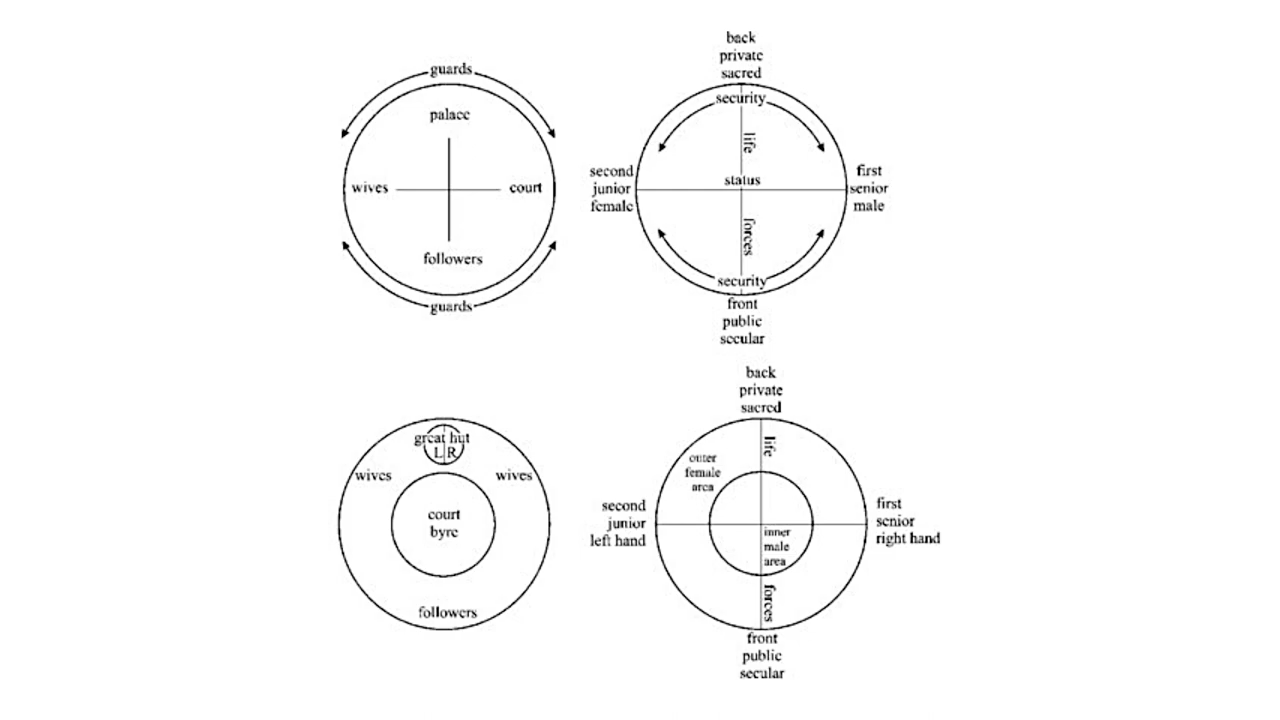 guards
palace
wives
court
followers
guards
back
private
sacred
security
life
second
junior
female
status
first
senior
male
forces
security
front
public
secular
great hut
L R
wives
wives
court
byre
followers
back
private
sacred
life
outer
female
area
second
junior
left hand
first
senior
right hand
inner
male
area
forces
front
public
secular